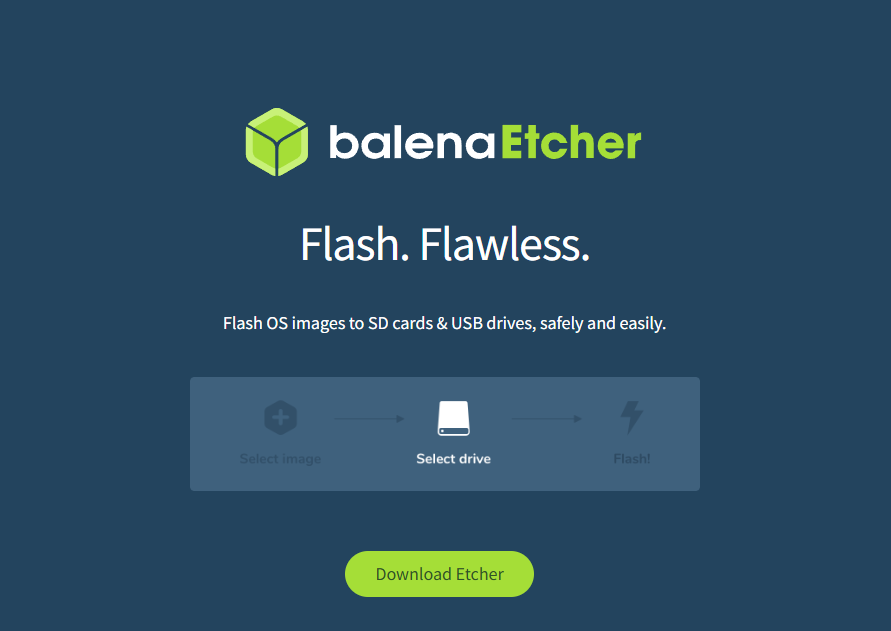 balenaEtcher
Flash. Flawless.
Flash OS images to SD cards & USB drives, safely and easily.
Select image
Select drive
Flash!
Download Etcher